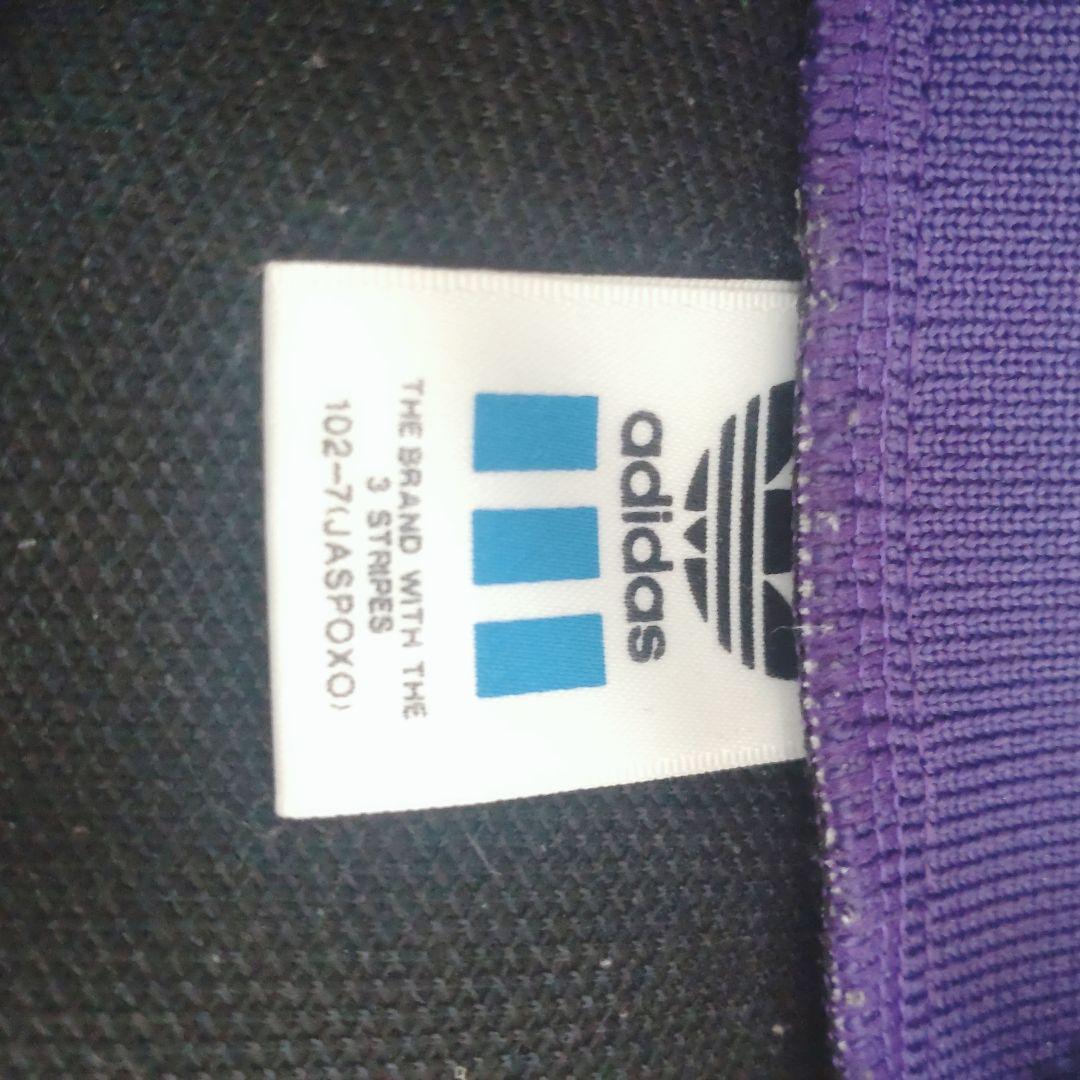 adidas
THE BRAND WITH THE
3 STRIPES
102-7(JASPOXO)